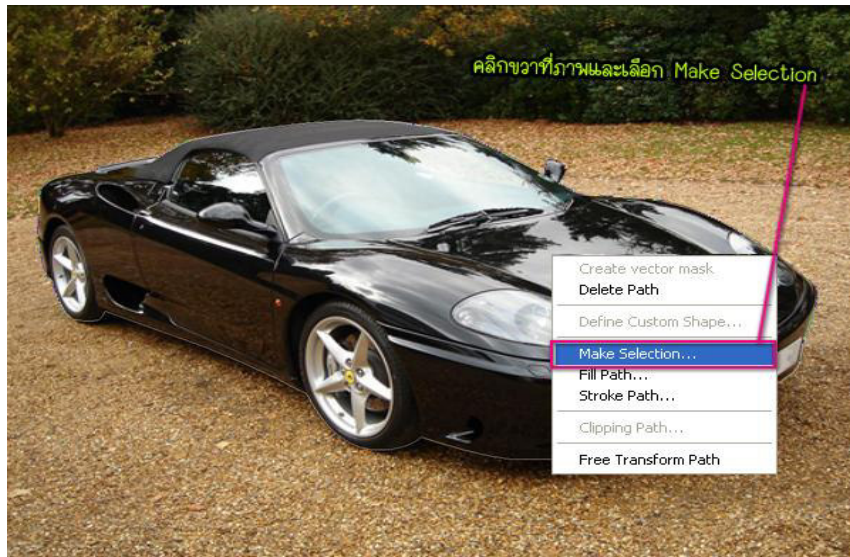 คลิกขวาที่ภาพและเลือก Make Selection
Create vector mask
Delete Path
Define Custom Shape...
Make Selection...
Fill Path...
Stroke Path...
Clipping Path...
Free Transform Path